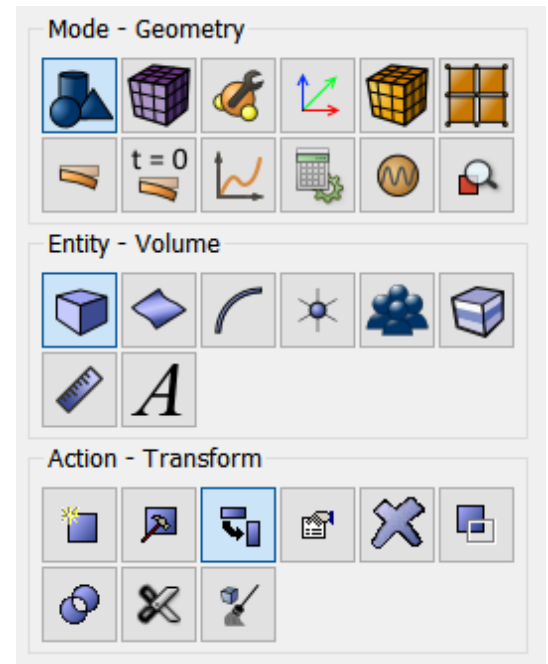 Mode - Geometry
t = 0
Entity - Volume
A
Action - Transform